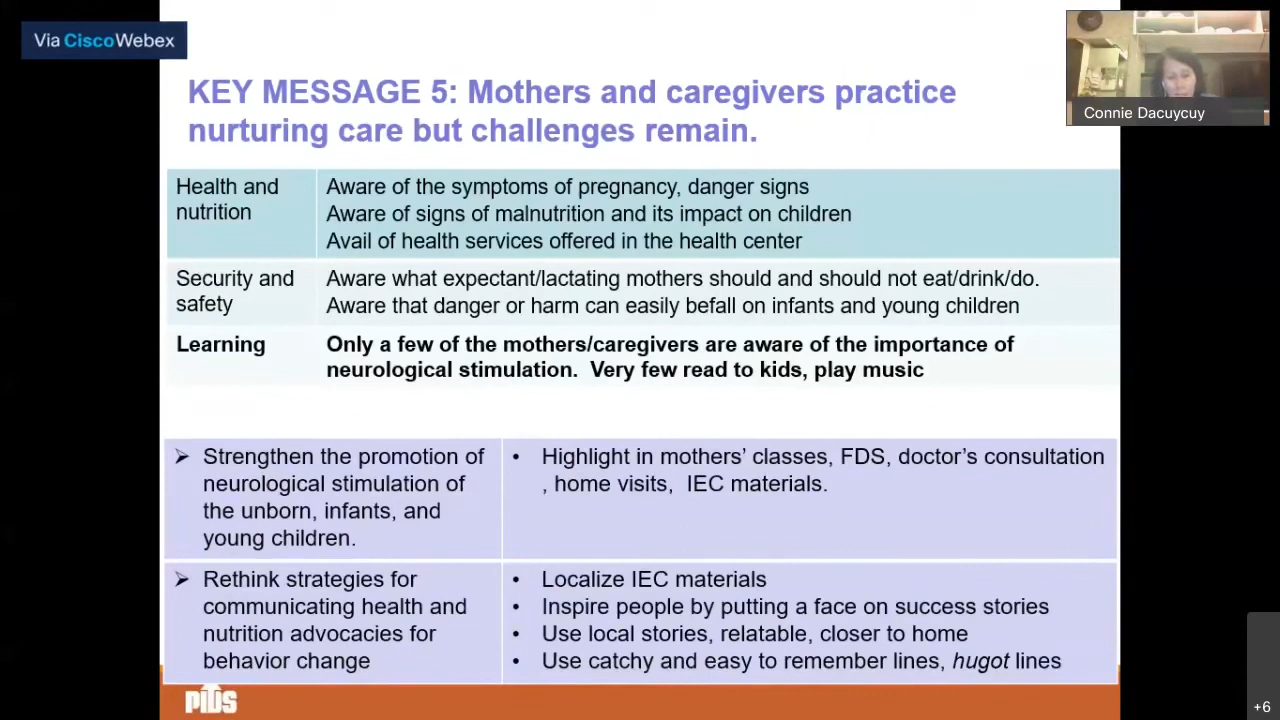 Via CiscoWebex
Connie Dacuycuy
KEY MESSAGE 5: Mothers and caregivers practice
nurturing care but challenges remain.
Health and
nutrition
Aware of the symptoms of pregnancy, danger signs
Aware of signs of malnutrition and its impact on children
Avail of health services offered in the health center
Security and
safety
Aware what expectant/lactating mothers should and should not eat/drink/do.
Aware that danger or harm can easily befall on infants and young children
Learning
Only a few of the mothers/caregivers are aware of the importance of
neurological stimulation.  Very few read to kids, play music
➢ Strengthen the promotion of
neurological stimulation of
the unborn, infants, and
young children.
• Highlight in mothers' classes, FDS, doctor's consultation
, home visits,  IEC materials.
➢ Rethink strategies for
communicating health and
nutrition advocacies for
behavior change
• Localize IEC materials
• Inspire people by putting a face on success stories
• Use local stories, relatable, closer to home
• Use catchy and easy to remember lines, hugot lines
PIDS
+6